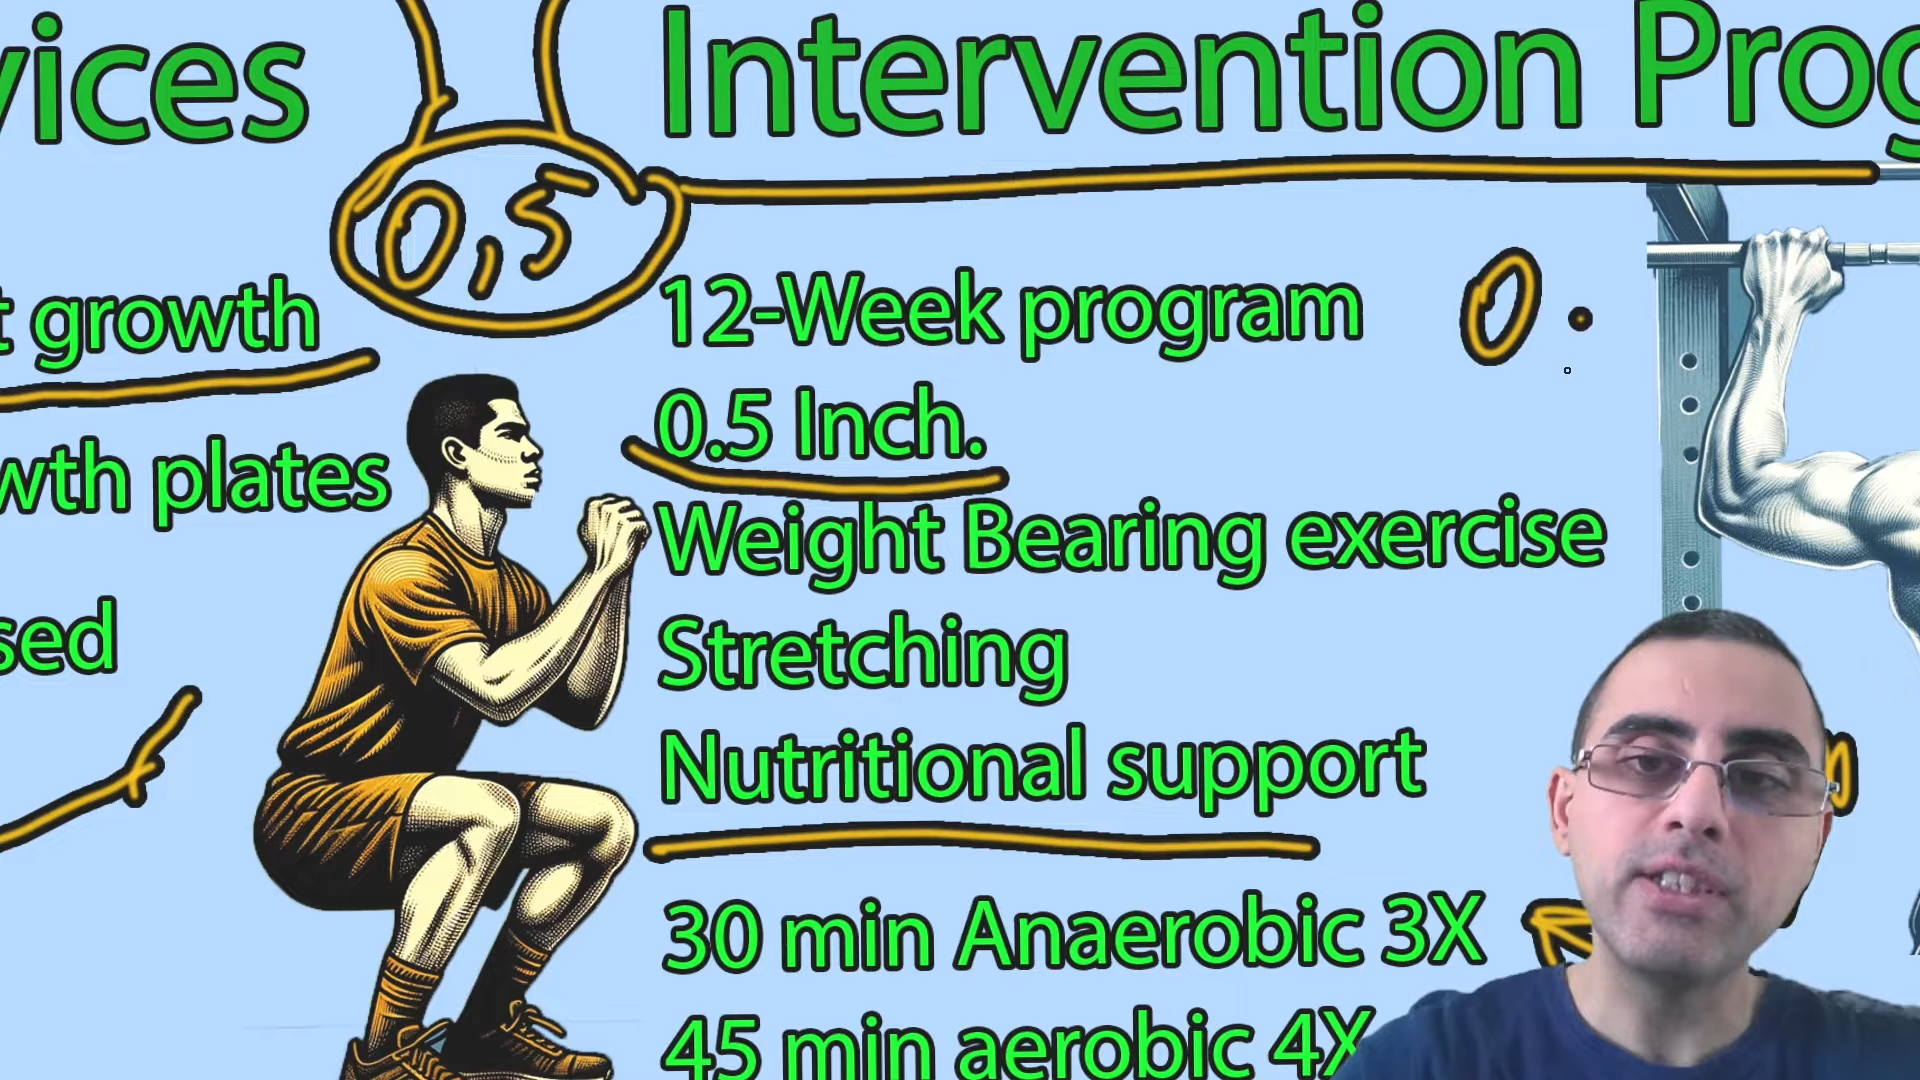 vices
Intervention Prog
0,5
t growth
wth plates
sed
12-Week program
0.
0.5 Inch.
Weight Bearing exercise
Stretching
Nutritional support
30 min Anaerobic 3X
45 min aerobic 4X